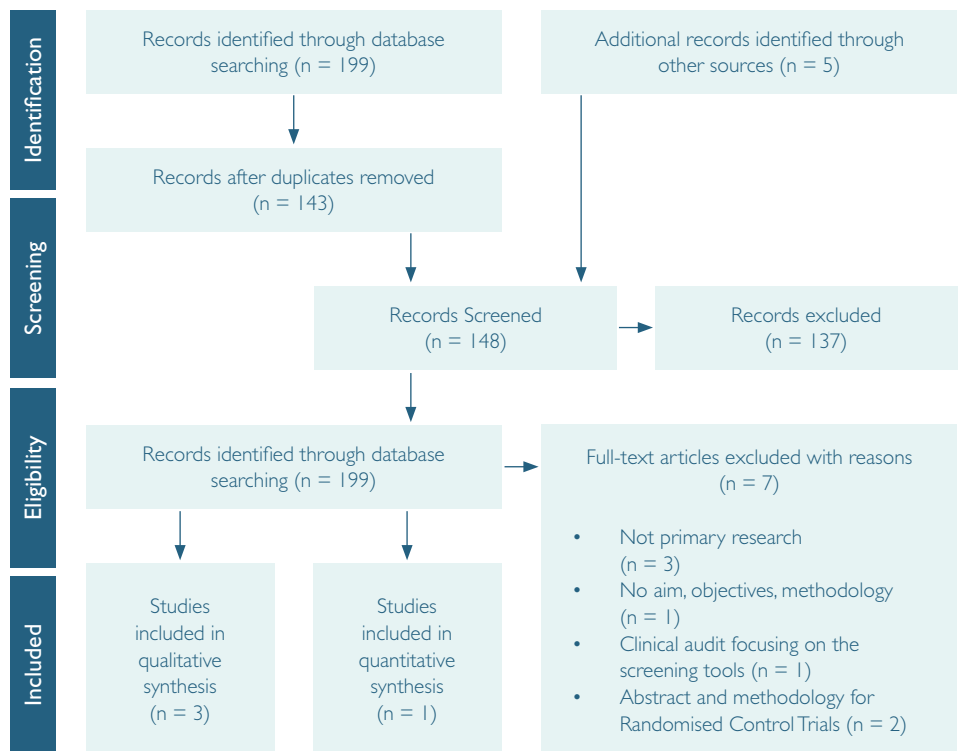 Identification
Records identified through database
searching (n = 199)
Additional records identified through
other sources (n = 5)
Records after duplicates removed
(n = 143)
Screening
Records Screened
(n = 148)
Records excluded
(n = 137)
Eligibility
Records identified through database
searching (n = 199)
Full-text articles excluded with reasons
(n = 7)
• Not primary research
(n = 3)
• No aim, objectives, methodology
(n = 1)
• Clinical audit focusing on the
screening tools (n = 1)
• Abstract and methodology for
Randomised Control Trials (n = 2)
Included
Studies
included in
qualitative
synthesis
(n = 3)
Studies
included in
quantitative
synthesis
(n = 1)